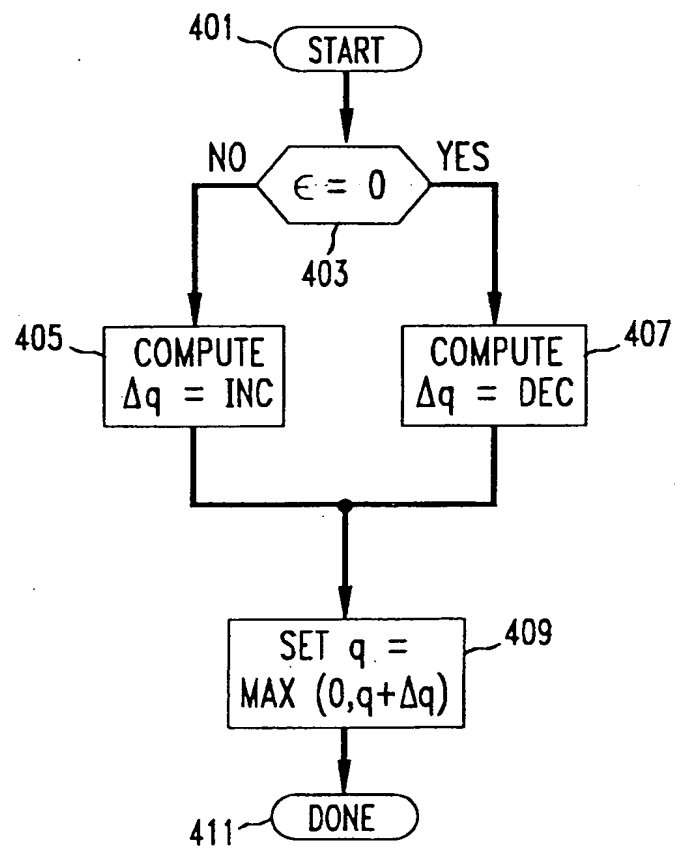 401
START
NO
YES
ϵ = 0
403
405
COMPUTE
Δq = INC
COMPUTE
Δq = DEC
407
SET q =
MAX (0,q+Δq)
409
DONE
411